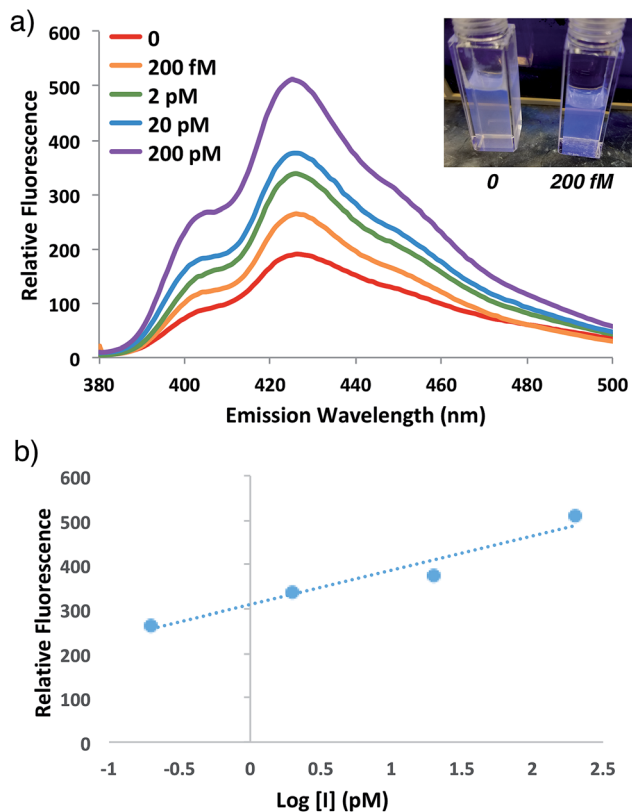 a)
600
500
400
300
200
100
0
Relative Fluorescence
0
200 fM
2 pM
20 pM
200 pM
0 200 fM
380 400 420 440 460 480 500
Emission Wavelength (nm)
b)
600
500
400
300
200
100
0
Relative Fluorescence
-1 -0.5 0 0.5 1 1.5 2 2.5
Log [I] (pM)